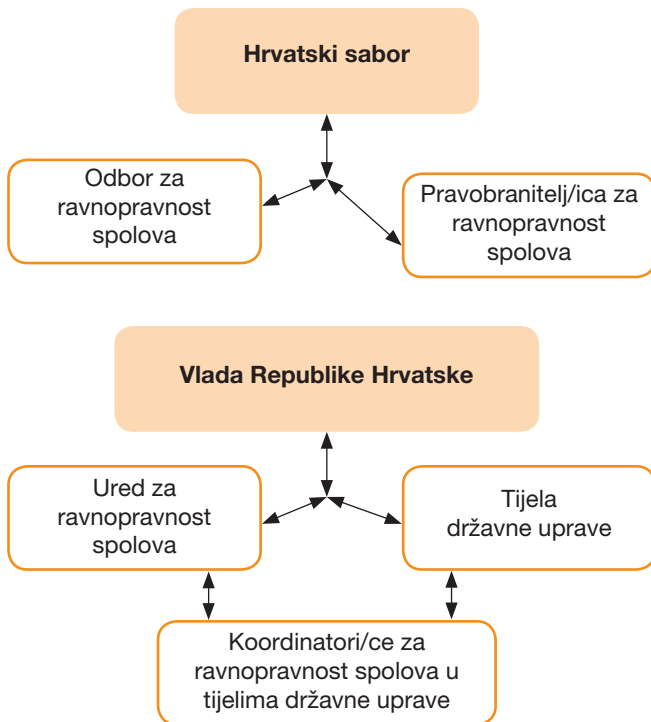 Hrvatski sabor
Odbor za
ravnopravnost
spolova
Pravobranitelj/ica za
ravnopravnost
spolova
Vlada Republike Hrvatske
Ured za
ravnopravnost
spolova
Tijela
državne uprave
Koordinatori/ce za
ravnopravnost spolova u
tijelima državne uprave